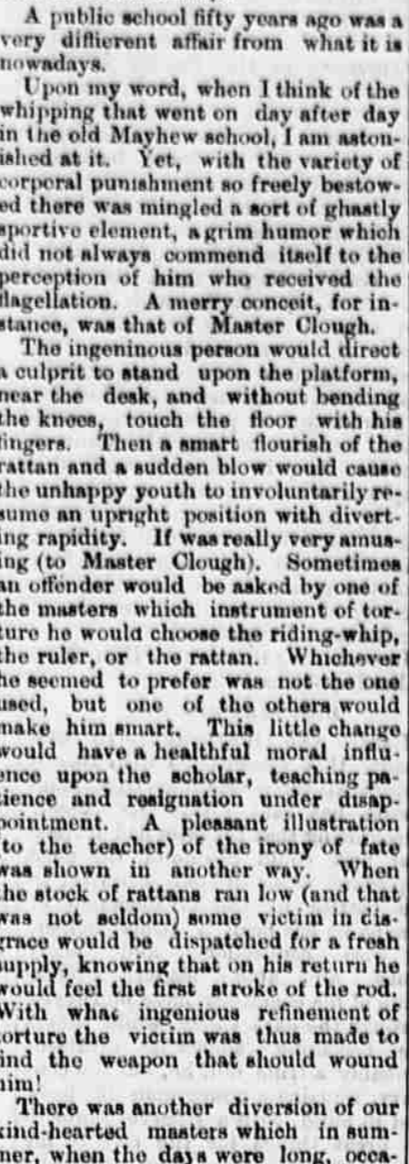 A public school fifty years ago was a
very diffierent affair from what it is
nowadays.
Upon my word, when I think of the
whipping that went on day after day
in the old Mayhew school, I am aston-
ished at it. Yet, with the variety of
corporal punishment so freely bestow-
ed there was mingled a sort of ghastly
sportive element, a grim humor which
did not always commend itself to the
perception of him who received the
flagellation. A merry conceit, for in-
stance, was that of Master Clough.
The ingeninous person would direct
a culprit to stand upon the platform,
near the desk, and without bending
the knees, touch the floor with his
fingers. Then a smart flourish of the
rattan and a sudden blow would cause
the unhappy youth to involuntarily re-
sume an upright position with divert-
ing rapidity. If was really very amus-
ing (to Master Clough). Sometimes
an offender would be asked by one of
the masters which instrument of tor-
ture he would choose the riding-whip,
the ruler, or the rattan. Whichever
he seemed to prefer was not the one
used, but one of the others would
make him smart. This little change
would have a healthful moral influ-
ence upon the scholar, teaching pa-
tience and resignation under disap-
pointment. A pleasant illustration
(to the teacher) of the irony of fate
was shown in another way. When
the stock of rattans ran low (and that
was not seldom) some victim in dis-
grace would be dispatched for a fresh
supply, knowing that on his return he
would feel the first stroke of the rod.
With what ingenious refinement of
torture the victim was thus made to
find the weapon that should wound
him!
There was another diversion of our
kind-hearted masters which in sum-
mer, when the days were long, occa-